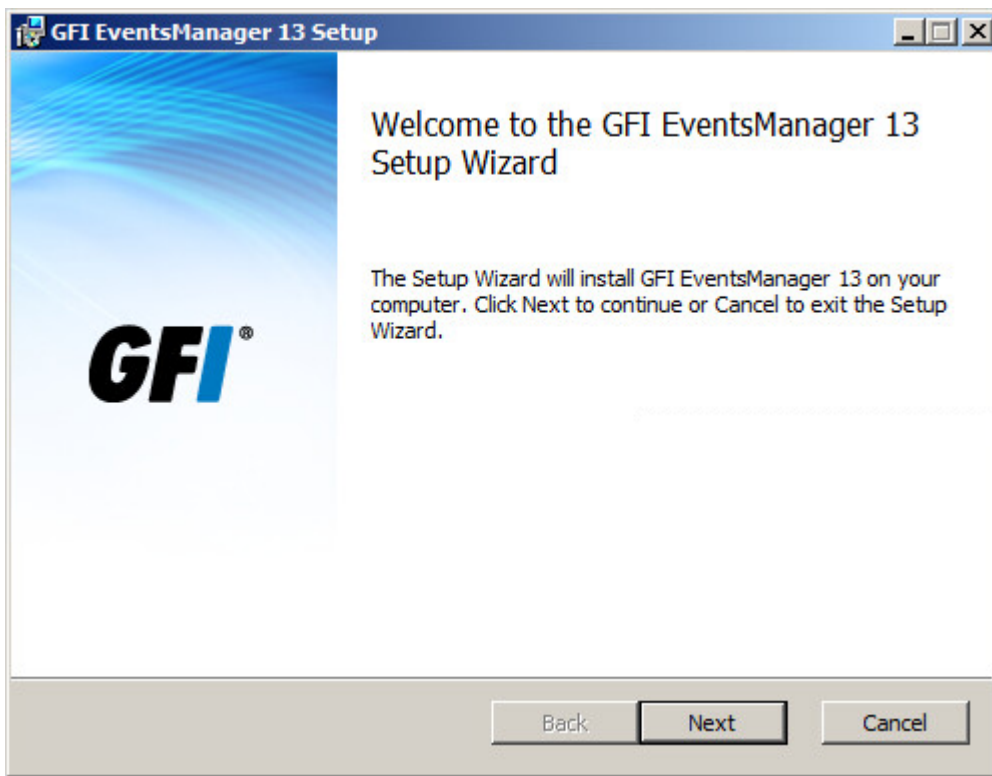 GFI EventsManager 13 Setup
Welcome to the GFI EventsManager 13
Setup Wizard
The Setup Wizard will install GFI EventsManager 13 on your
computer. Click Next to continue or Cancel to exit the Setup
Wizard.
GFI®
Back
Next
Cancel